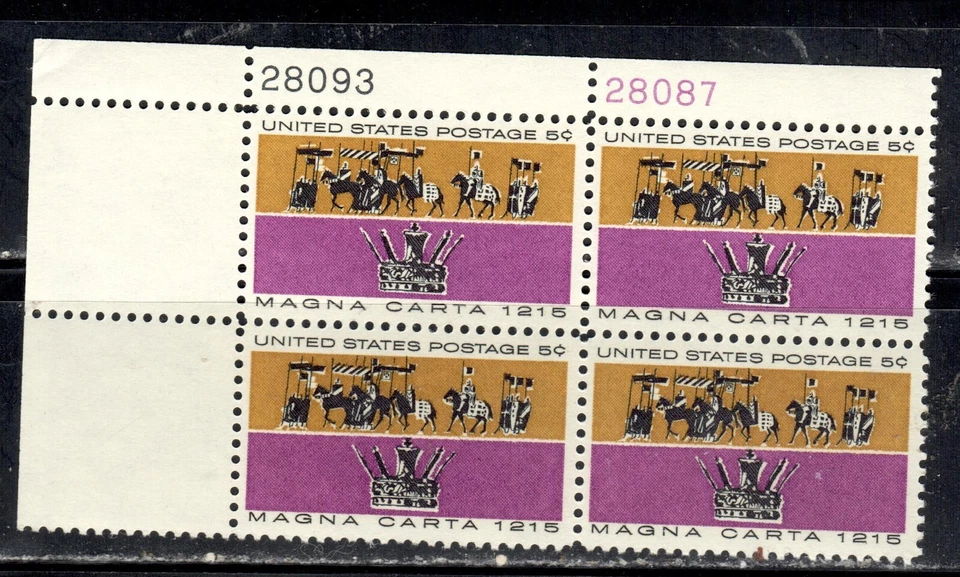 28093 28087
UNITED STATES POSTAGE 5¢ UNITED STATES POSTAGE 5¢
MAGNA CARTA 1215 MAGNA CARTA 1215
UNITED STATES POSTAGE 5¢ UNITED STATES POSTAGE 5¢
MAGNA CARTA 1215 MAGNA CARTA 1215